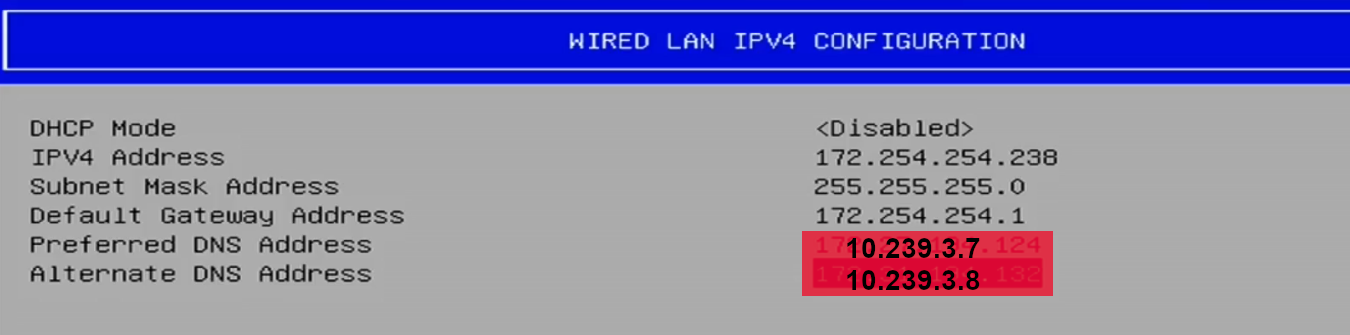 WIRED LAN IPV4 CONFIGURATION
DHCP Mode <Disabled>
IPV4 Address 172.254.254.238
Subnet Mask Address 255.255.255.0
Default Gateway Address 172.254.254.1
Preferred DNS Address 10.239.3.7
Alternate DNS Address 10.239.3.8